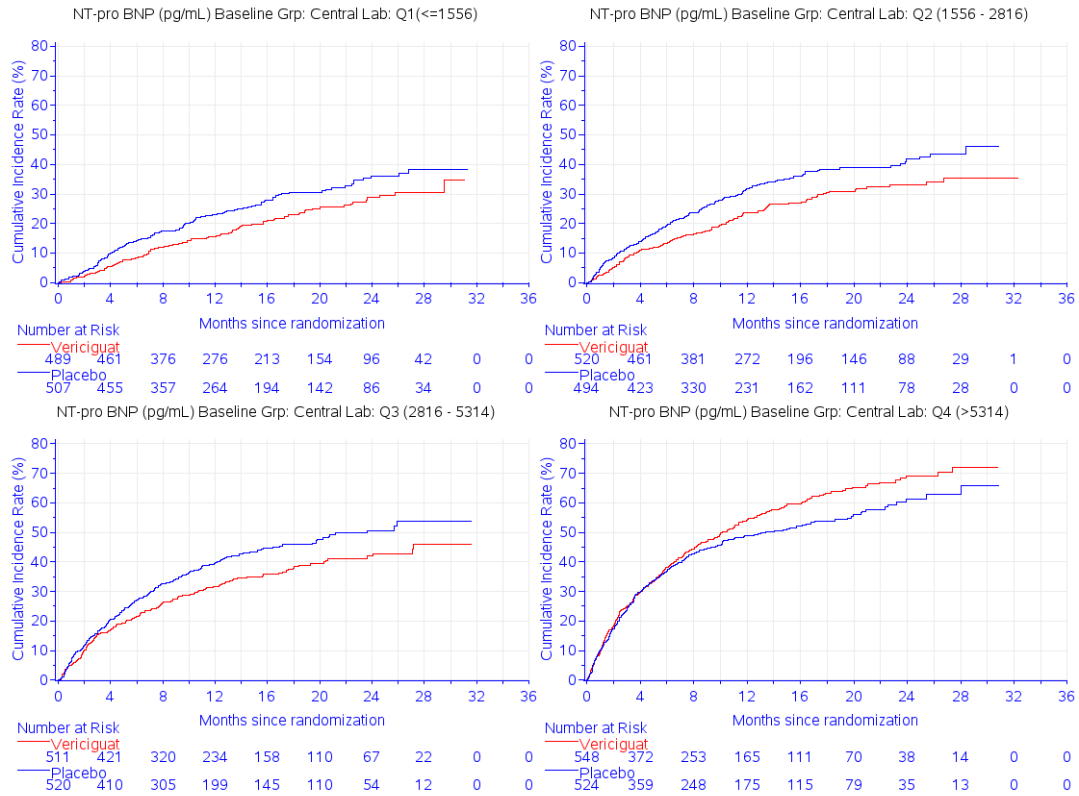 NT-pro BNP (pg/mL) Baseline Grp: Central Lab: Q1(<=1556)
80
70
60
50
40
30
20
10
0
Cumulative Incidence Rate (%)
0 4 8 12 16 20 24 28 32 36
Months since randomization
Number at Risk
Vericiguat
489 461 376 276 213 154 96 42 0 0
Placebo
507 455 357 264 194 142 86 34 0 0
NT-pro BNP (pg/mL) Baseline Grp: Central Lab: Q2 (1556 - 2816)
80
70
60
50
40
30
20
10
0
Cumulative Incidence Rate (%)
0 4 8 12 16 20 24 28 32 36
Months since randomization
Number at Risk
Vericiguat
520 461 381 272 196 146 88 29 1 0
Placebo
494 423 330 231 162 111 78 28 0 0
NT-pro BNP (pg/mL) Baseline Grp: Central Lab: Q3 (2816 - 5314)
80
70
60
50
40
30
20
10
0
Cumulative Incidence Rate (%)
0 4 8 12 16 20 24 28 32 36
Months since randomization
Number at Risk
Vericiguat
511 421 320 234 158 110 67 22 0 0
Placebo
520 410 305 199 145 110 54 12 0 0
NT-pro BNP (pg/mL) Baseline Grp: Central Lab: Q4 (>5314)
80
70
60
50
40
30
20
10
0
Cumulative Incidence Rate (%)
0 4 8 12 16 20 24 28 32 36
Months since randomization
Number at Risk
Vericiguat
548 372 253 165 111 70 38 14 0 0
Placebo
524 359 248 175 115 79 35 13 0 0